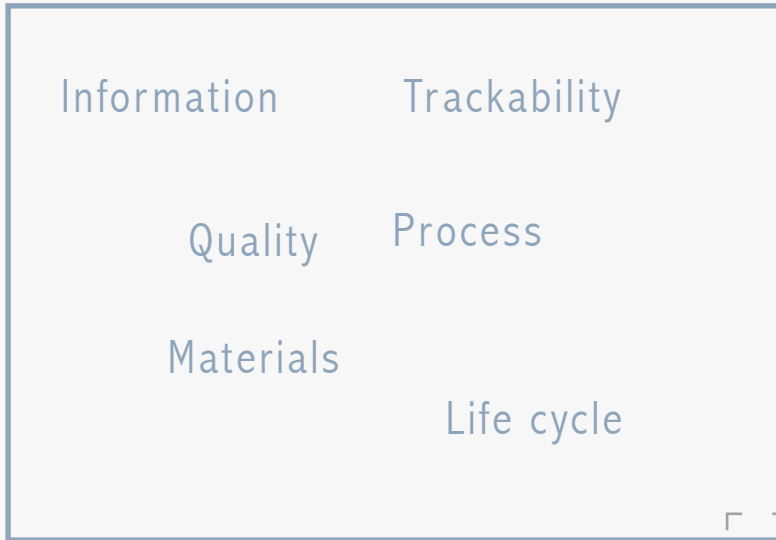 Information
Trackability
Quality
Process
Materials
Life cycle